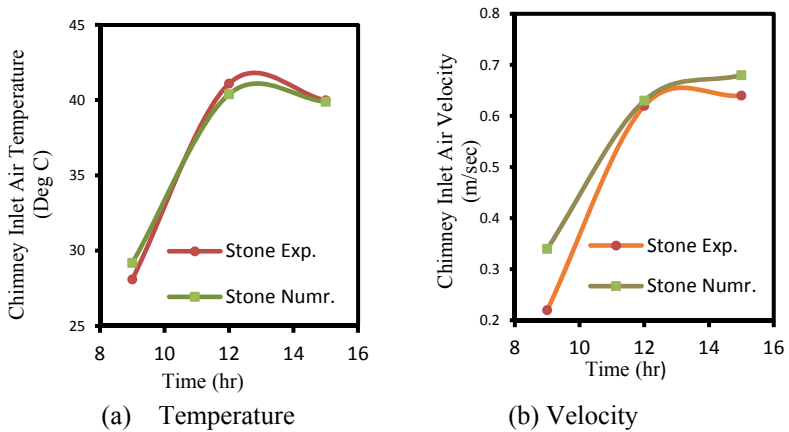 45
40
35
30
25
8
10
12
14
16
Chimney Inlet Air Temperature
(Deg C)
Stone Exp.
Stone Numr.
Time (hr)
(a) Temperature
0.8
0.7
0.6
0.5
0.4
0.3
0.2
8
10
12
14
16
Chimney Inlet Air Velocity
(m/sec)
Stone Exp.
Stone Numr.
Time (hr)
(b) Velocity